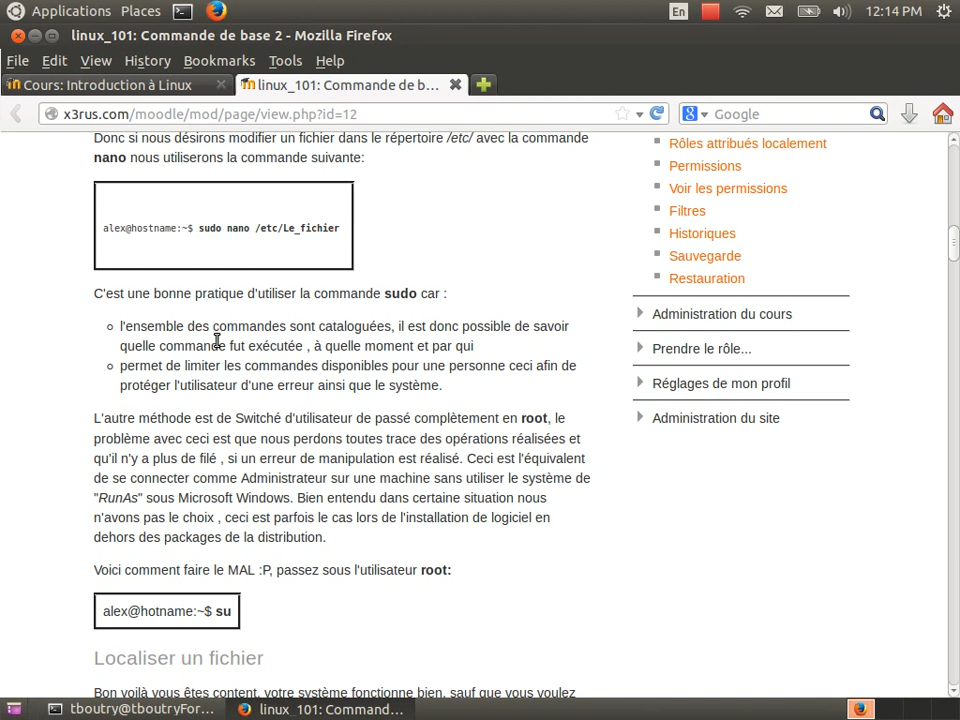 Applications Places En 12:14 PM
linux_101: Commande de base 2 - Mozilla Firefox
File Edit View History Bookmarks Tools Help
Cours: Introduction à Linux linux_101: Commande de b...
x3rus.com/moodle/mod/page/view.php?id=12 Google
Donc si nous désirons modifier un fichier dans le répertoire /etc/ avec la commande
nano nous utiliserons la commande suivante:
alex@hostname:~$ sudo nano /etc/Le_fichier
C'est une bonne pratique d'utiliser la commande sudo car :
l'ensemble des commandes sont cataloguées, il est donc possible de savoir
quelle commande fut exécutée , à quelle moment et par qui
permet de limiter les commandes disponibles pour une personne ceci afin de
protéger l'utilisateur d'une erreur ainsi que le système.
L'autre méthode est de Switché d'utilisateur de passé complètement en root, le
problème avec ceci est que nous perdons toutes trace des opérations réalisées et
qu'il n'y a plus de filé , si un erreur de manipulation est réalisé. Ceci est l'équivalent
de se connecter comme Administrateur sur une machine sans utiliser le système de
"RunAs" sous Microsoft Windows. Bien entendu dans certaine situation nous
n'avons pas le choix , ceci est parfois le cas lors de l'installation de logiciel en
dehors des packages de la distribution.
Voici comment faire le MAL :P, passez sous l'utilisateur root:
alex@hotname:~$ su
Localiser un fichier
Bon voilà vous êtes content, votre système fonctionne bien, sauf que vous voulez
Rôles attribués localement
Permissions
Voir les permissions
Filtres
Historiques
Sauvegarde
Restauration
Administration du cours
Prendre le rôle...
Réglages de mon profil
Administration du site
tboutry@tboutryFor... linux_101: Command...